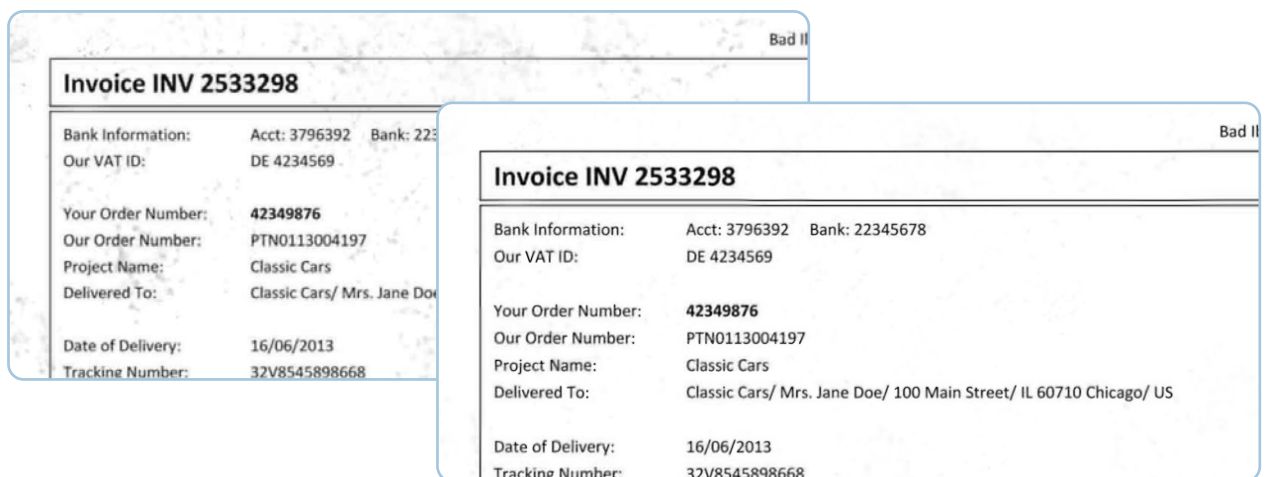 Bad
Invoice INV 2533298
Bank Information: Acct: 3796392 Bank: 223
Our VAT ID: DE 4234569
Your Order Number: 42349876
Our Order Number: PTN0113004197
Project Name: Classic Cars
Delivered To: Classic Cars/ Mrs. Jane Doe
Date of Delivery: 16/06/2013
Tracking Number: 32V8545898668
Bad
Invoice INV 2533298
Bank Information: Acct: 3796392 Bank: 22345678
Our VAT ID: DE 4234569
Your Order Number: 42349876
Our Order Number: PTN0113004197
Project Name: Classic Cars
Delivered To: Classic Cars/ Mrs. Jane Doe/ 100 Main Street/ IL 60710 Chicago/ US
Date of Delivery: 16/06/2013
Tracking Number: 32V8545898668